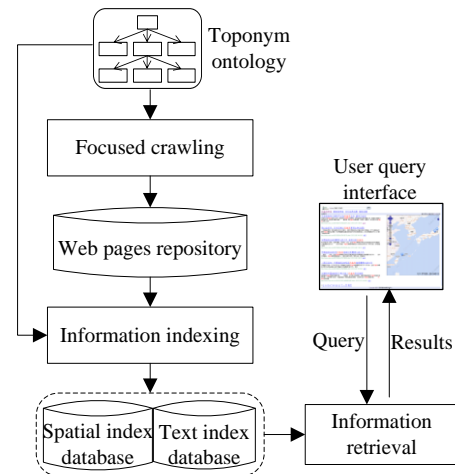 Toponym
ontology
Focused crawling
Web pages repository
Information indexing
Spatial index
database
Text index
database
User query
interface
Query
Results
Information
retrieval